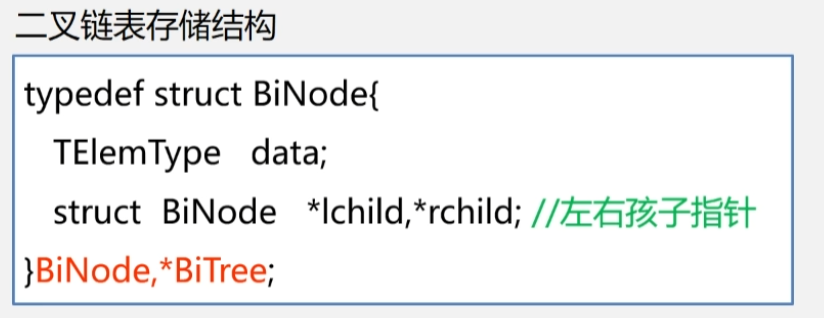 二叉链表存储结构
typedef struct BiNode{
TElemType data;
struct BiNode *lchild,*rchild; //左右孩子指针
}BiNode,*BiTree;